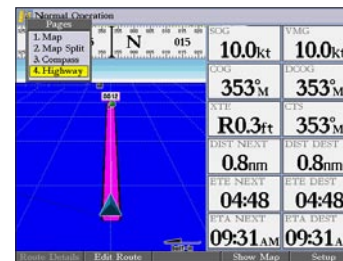 Normal Operation
Pages
1. Map
2. Map Split
3. Compass
4. Highway
N 015
0012
SOG
10.0kt
VMG
10.0k
COG
353°M
DCOG
353°M
XTE
R0.3ft
CTS
353°M
DIST NEXT
0.8nm
DIST DEST
0.8nm
ETE NEXT
04:48
ETE DEST
04:48
ETA NEXT
09:31AM
ETA DEST
09:31A
Route Details Edit Route Show Map Setup